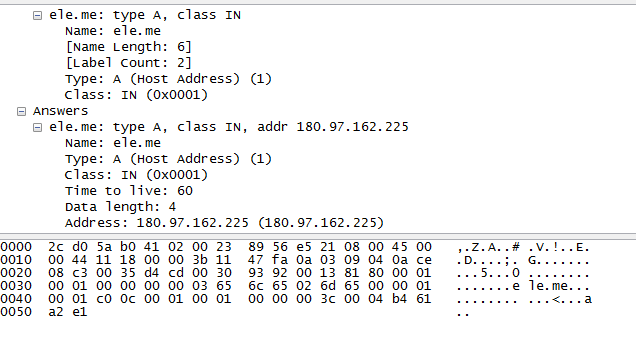 ele.me: type A, class IN
Name: ele.me
[Name Length: 6]
[Label Count: 2]
Type: A (Host Address) (1)
Class: IN (0x0001)
Answers
ele.me: type A, class IN, addr 180.97.162.225
Name: ele.me
Type: A (Host Address) (1)
Class: IN (0x0001)
Time to live: 60
Data length: 4
Address: 180.97.162.225 (180.97.162.225)
0000 2c d0 5a b0 41 02 00 23 89 56 e5 21 08 00 45 00 ,.Z.A..# .V.!..E.
0010 00 44 11 18 00 00 3b 11 47 fa 0a 03 09 04 0a ce .D....;. G.......
0020 08 c3 00 35 d4 cd 00 30 93 92 00 13 81 80 00 01 ...5...0 ........
0030 00 01 00 00 00 00 03 65 6c 65 02 6d 65 00 00 01 .......e le.me...
0040 00 01 c0 0c 00 01 00 01 00 00 00 3c 00 04 b4 61 ........ ...<...a
0050 a2 e1 ..